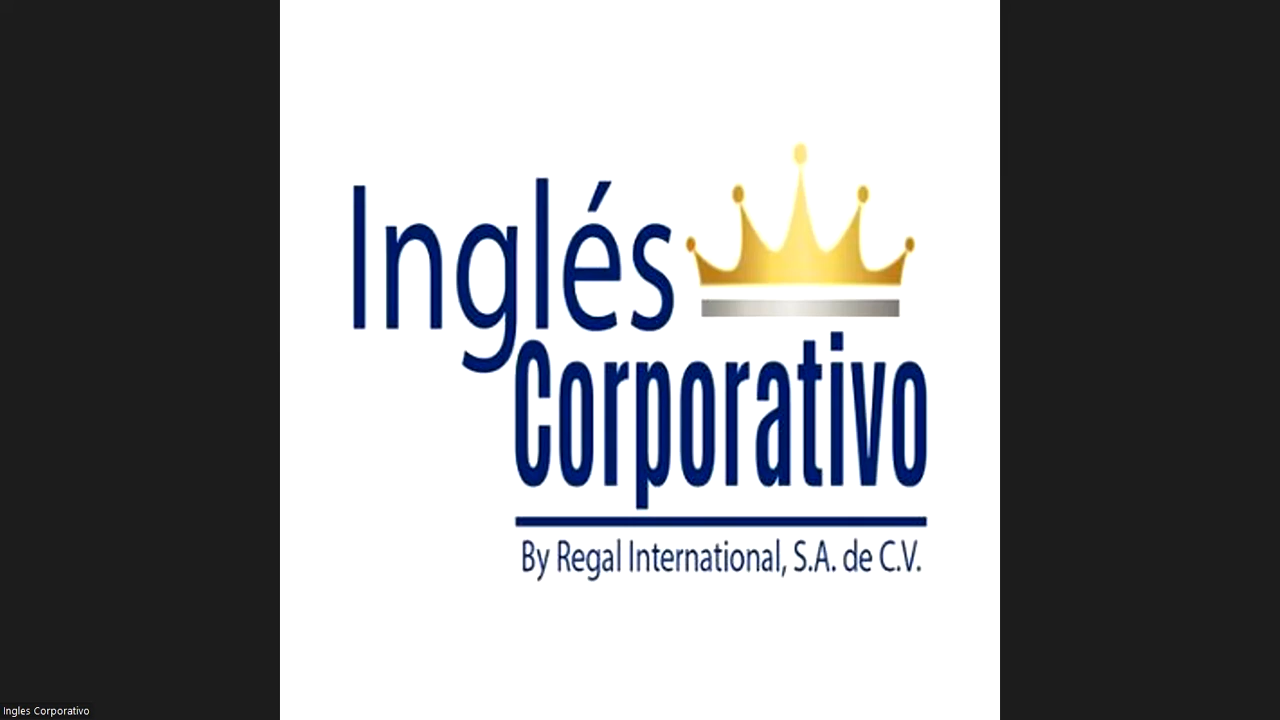 Inglés
Corporativo
By Regal International, S.A. de C.V.
Ingles Corporativo